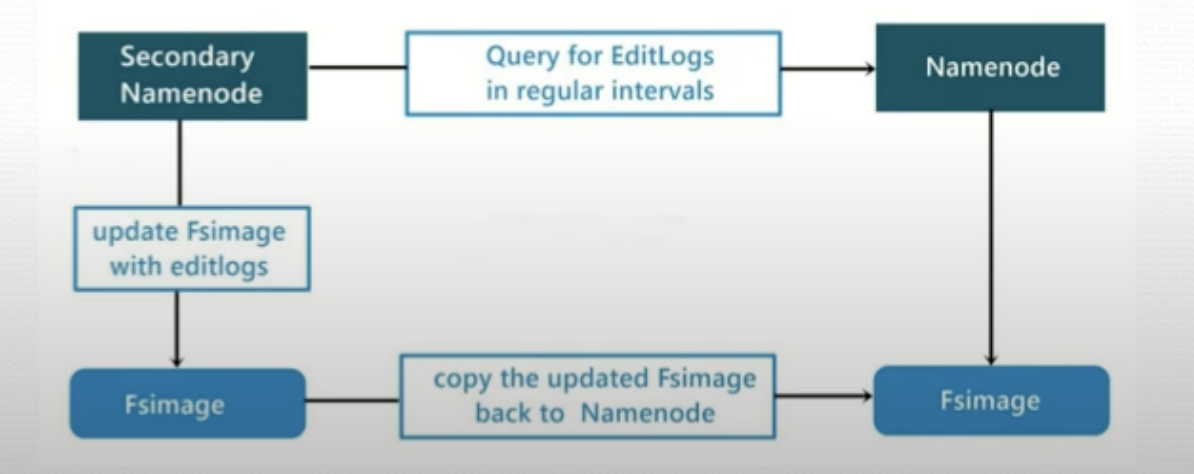 Secondary
Namenode
Query for EditLogs
in regular intervals
Namenode
update Fsimage
with editlogs
Fsimage
copy the updated Fsimage
back to Namenode
Fsimage